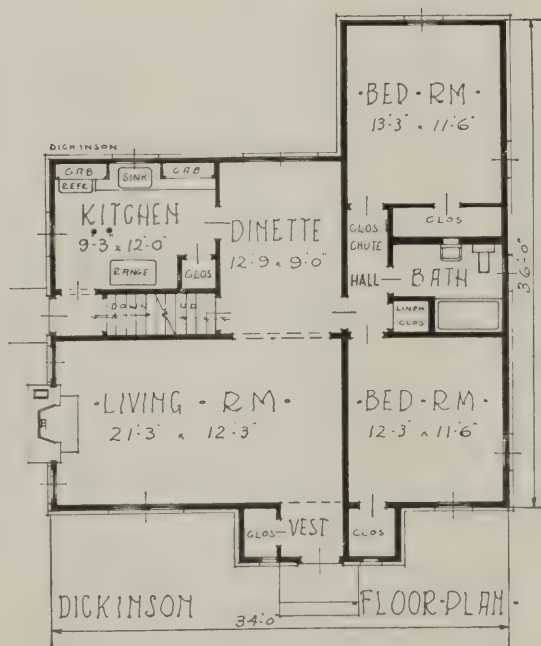 ·BED·RM·
13'-3" x 11'-6"
DICKINSON
CAB
SINK
CAB
REFR.
KITCHEN
9'-3" x 12'-0"
DINETTE
12'-9 x 9'-0"
CLOS
CLOS
CHUTE
RANGE
CLOS
HALL
BATH
36'-0"
DOWN
UP
LINEN
CLOS
·LIVING·RM·
21'-3" x 12'-3"
·BED·RM·
12'-3" x 11'-6"
CLOS
VEST
CLOS
DICKINSON
FLOOR·PLAN·
34'-0